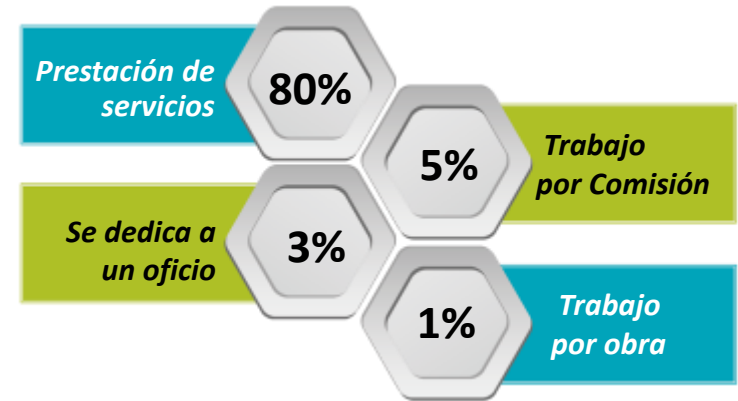 Prestación de
servicios
80%
5%
Trabajo
por Comisión
Se dedica a
un oficio
3%
1%
Trabajo
por obra